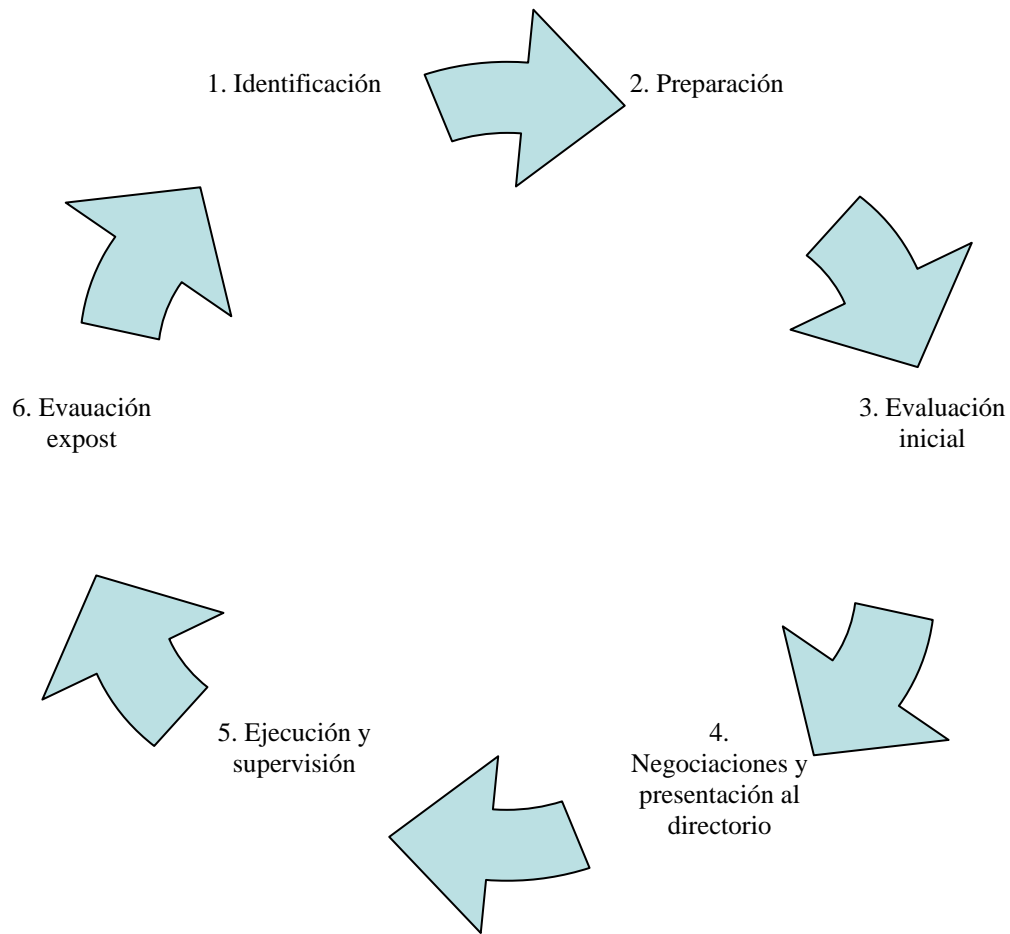 1. Identificación
2. Preparación
3. Evaluación
inicial
4.
Negociaciones y
presentación al
directorio
5. Ejecución y
supervisión
6. Evauación
expost